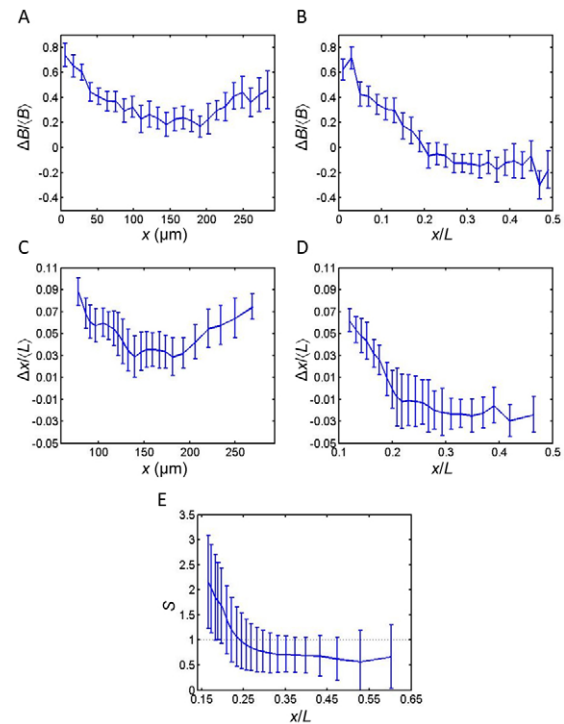 A
B
0.8
0.6
0.4
0.2
0
-0.2
-0.4
ΔB/⟨B⟩
0 50 100 150 200 250
x (µm)
0.8
0.6
0.4
0.2
0
-0.2
-0.4
ΔB/⟨B⟩
0 0.1 0.2 0.3 0.4 0.5
x/L
C
D
0.11
0.09
0.07
0.05
0.03
0.01
-0.01
-0.03
-0.05
Δx/⟨L⟩
100 150 200 250
x (µm)
0.11
0.09
0.07
0.05
0.03
0.01
-0.01
-0.03
-0.05
Δx/⟨L⟩
0.1 0.2 0.3 0.4 0.5
x/L
E
3.5
3
2.5
2
1.5
1
0.5
0
S
0.15 0.25 0.35 0.45 0.55 0.65
x/L